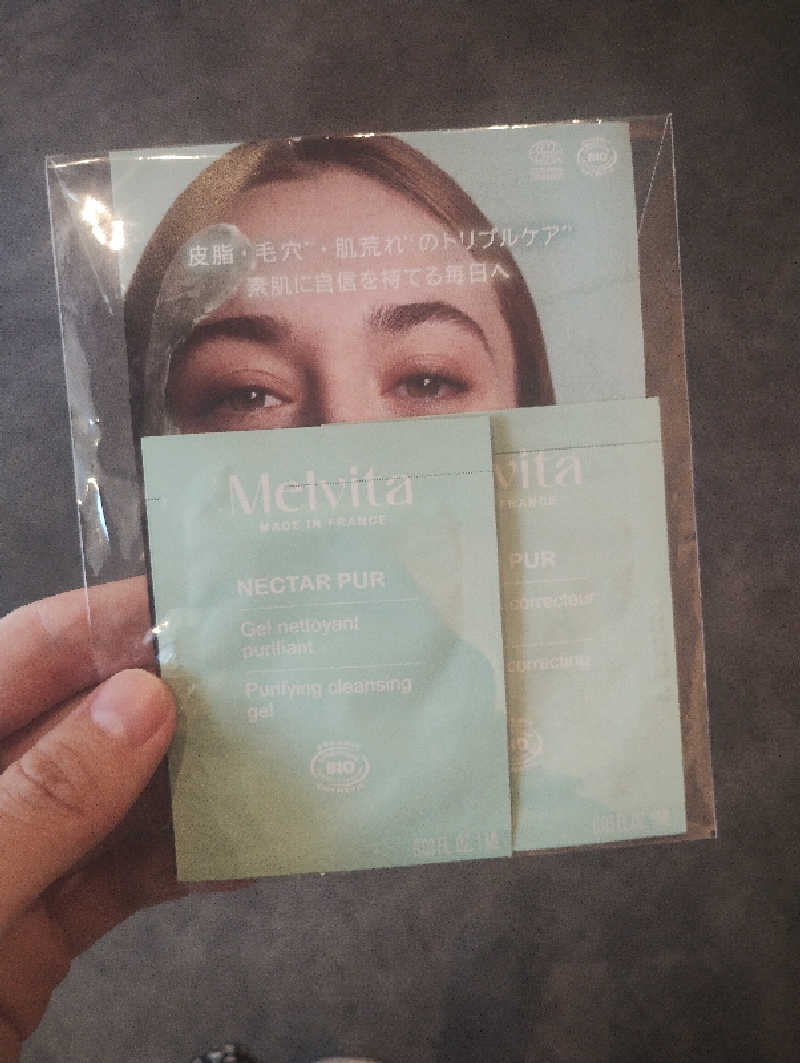 BIO
皮脂・毛穴・肌荒れのトリプルケア
素肌に自信を持てる毎日へ
Melvita
MADE IN FRANCE
NECTAR PUR
Gel nettoyant
purifiant
Purifying cleansing
gel
BIO
vita
FRANCE
PUR
correcteur
correcting